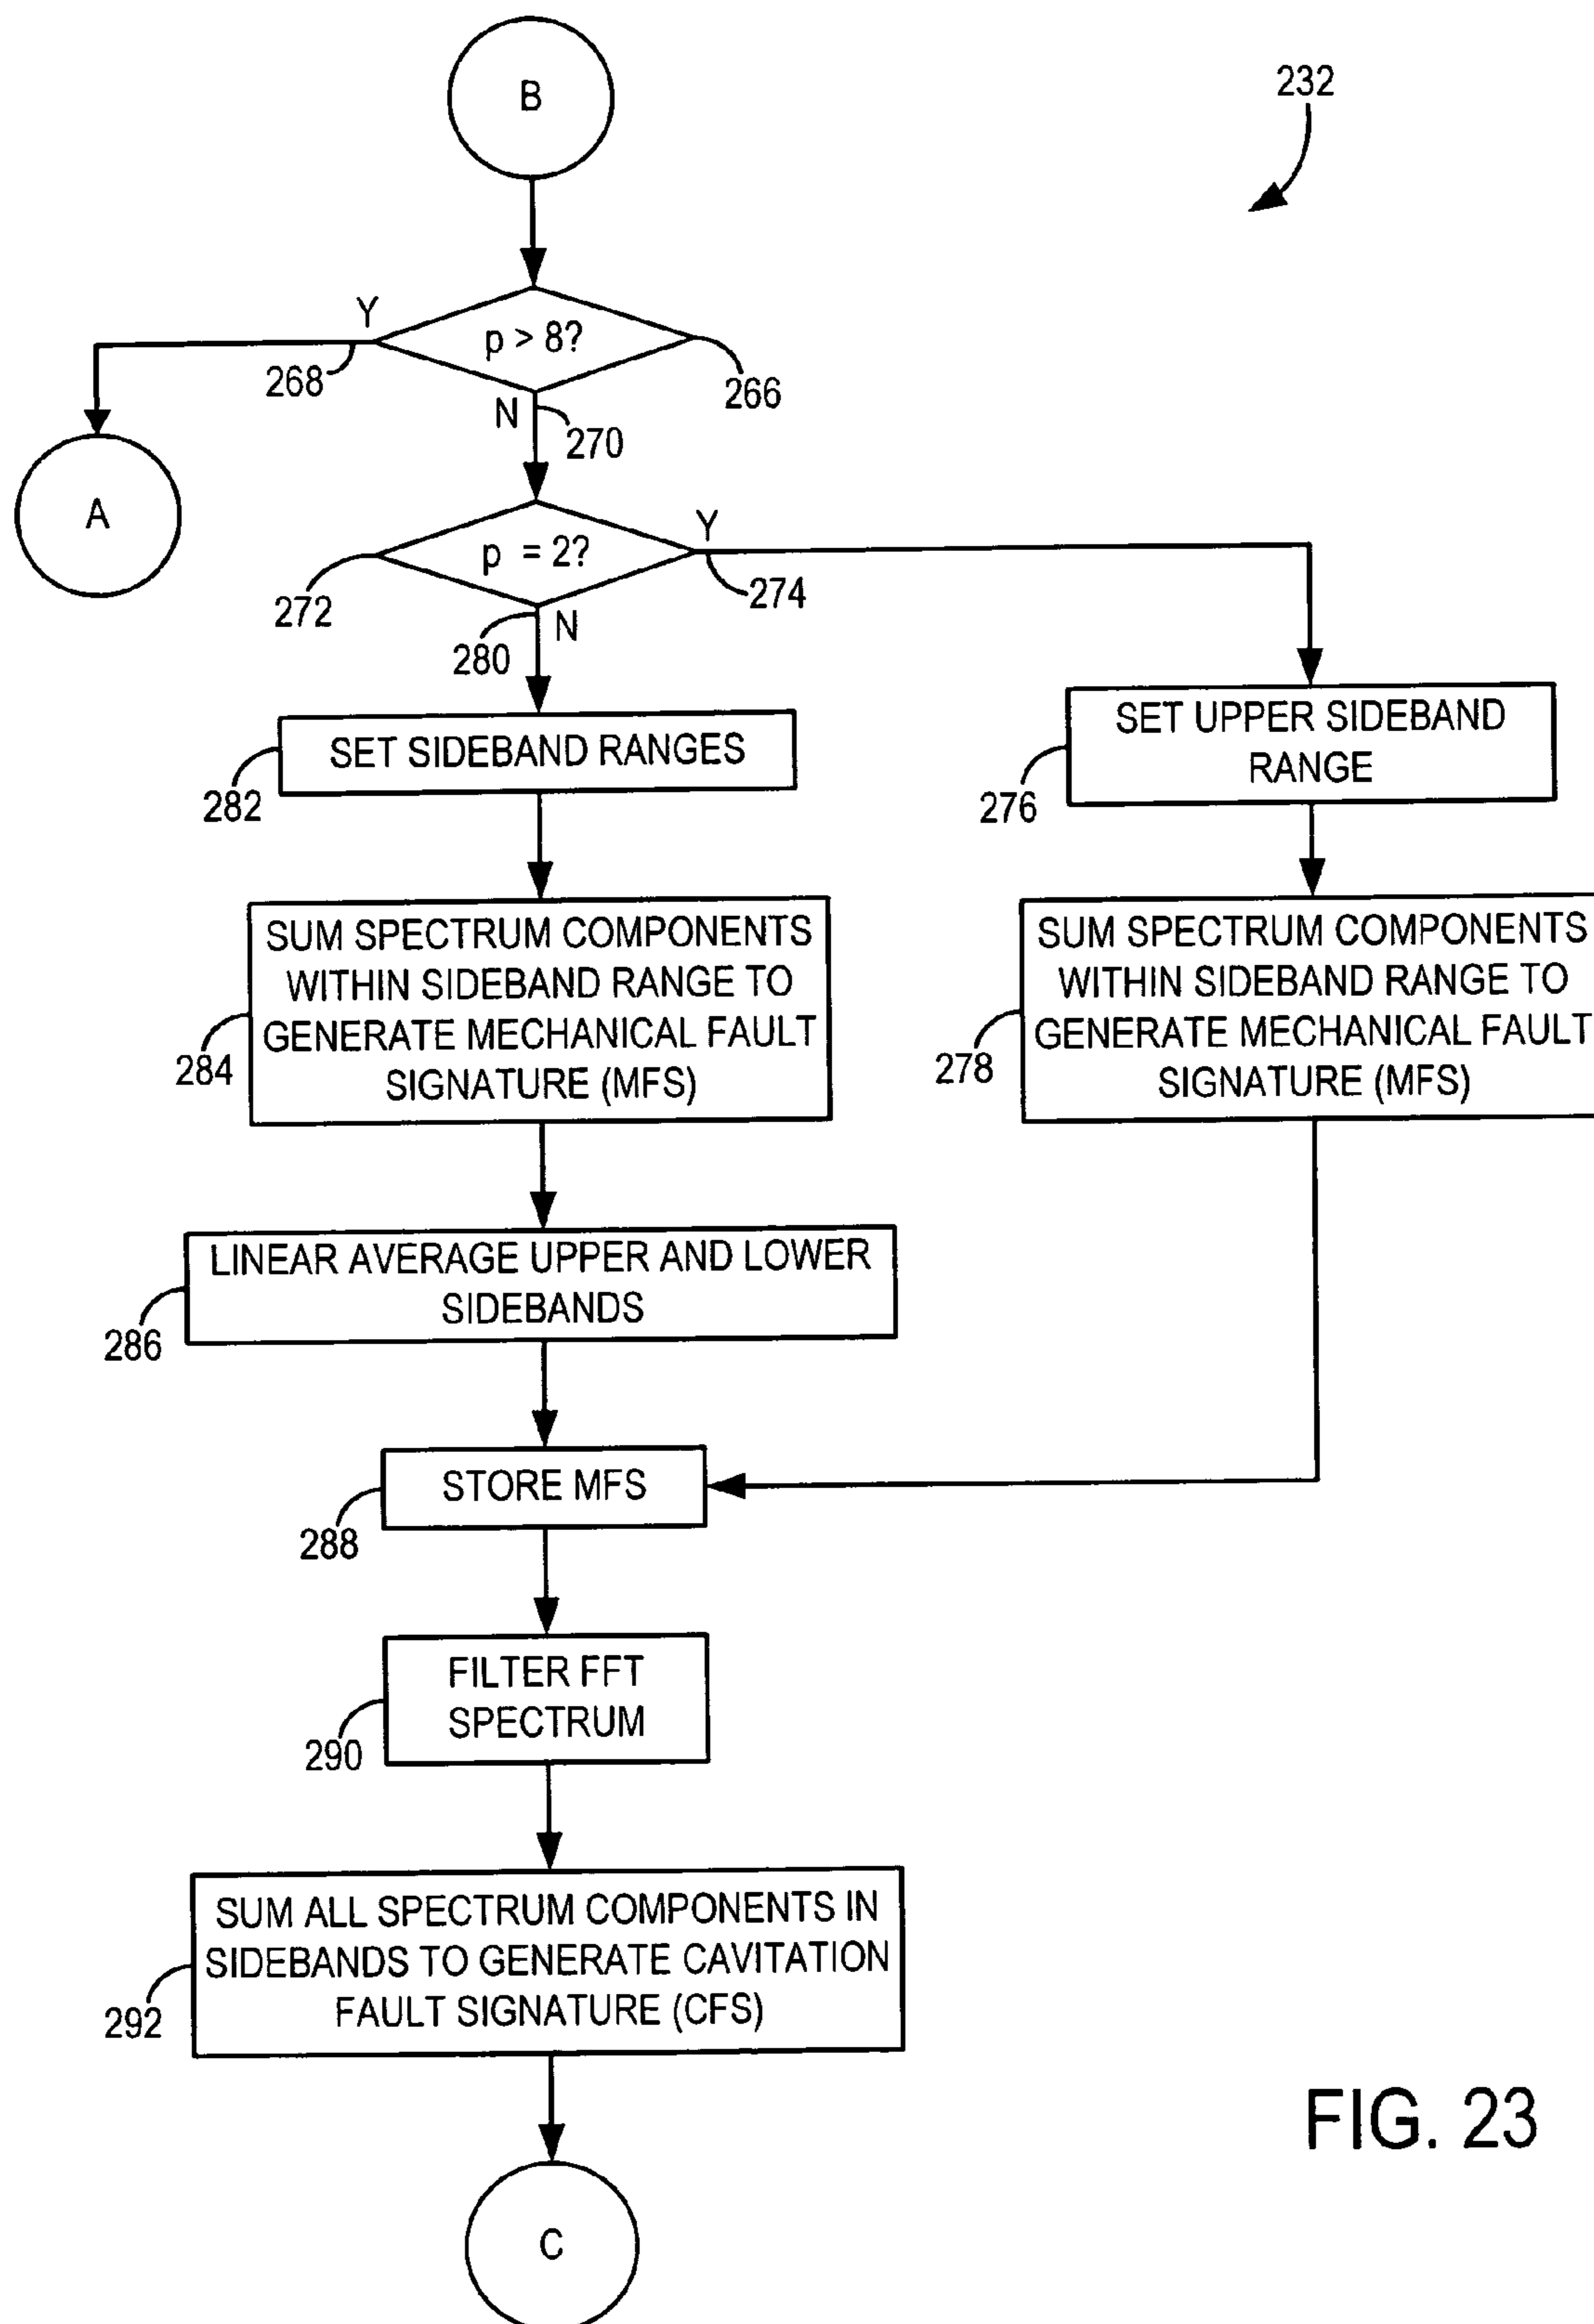 B
232
Y
p > 8?
268
266
N
270
A
Y
p = 2?
272
274
280
N
SET SIDEBAND RANGES
282
SET UPPER SIDEBAND
RANGE
276
SUM SPECTRUM COMPONENTS
WITHIN SIDEBAND RANGE TO
GENERATE MECHANICAL FAULT
SIGNATURE (MFS)
284
SUM SPECTRUM COMPONENTS
WITHIN SIDEBAND RANGE TO
GENERATE MECHANICAL FAULT
SIGNATURE (MFS)
278
LINEAR AVERAGE UPPER AND LOWER
SIDEBANDS
286
STORE MFS
288
FILTER FFT
SPECTRUM
290
SUM ALL SPECTRUM COMPONENTS IN
SIDEBANDS TO GENERATE CAVITATION
FAULT SIGNATURE (CFS)
292
C
FIG. 23